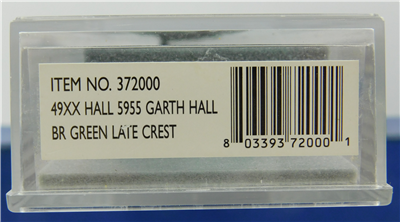 ITEM NO. 372000
49XX HALL 5955 GARTH HALL
BR GREEN LATE CREST
8 03393 72000 1